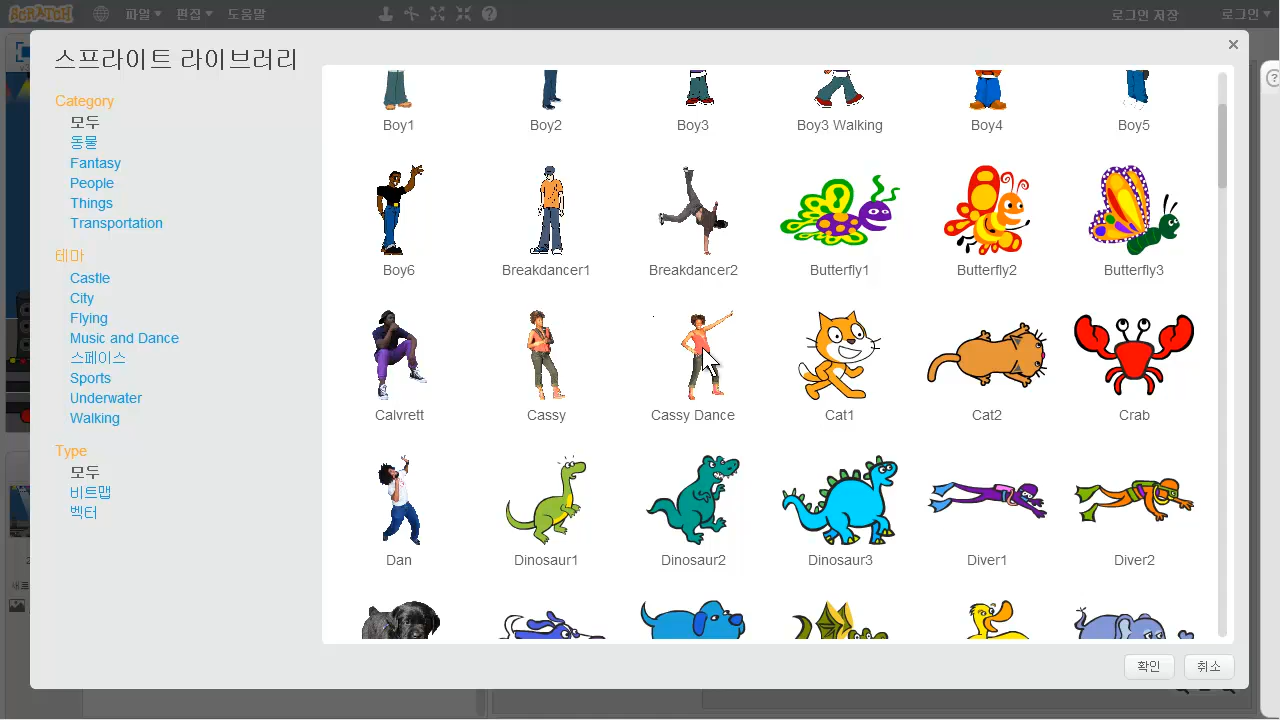 SCRATCH 파일 편집 도움말 로그인 저장 로그인
스프라이트 라이브러리
Category
모두
동물
Fantasy
People
Things
Transportation
테마
Castle
City
Flying
Music and Dance
스페이스
Sports
Underwater
Walking
Type
모두
비트맵
벡터
Boy1 Boy2 Boy3 Boy3 Walking Boy4 Boy5
Boy6 Breakdancer1 Breakdancer2 Butterfly1 Butterfly2 Butterfly3
Calvrett Cassy Cassy Dance Cat1 Cat2 Crab
Dan Dinosaur1 Dinosaur2 Dinosaur3 Diver1 Diver2
확인 취소